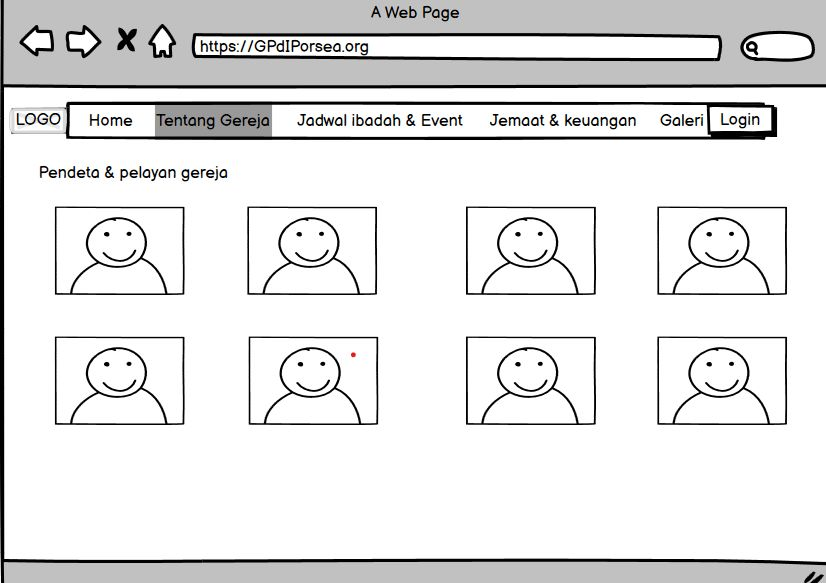 A Web Page
https://GPdIPorsea.org
LOGO Home Tentang Gereja Jadwal ibadah & Event Jemaat & keuangan Galeri Login
Pendeta & pelayan gereja